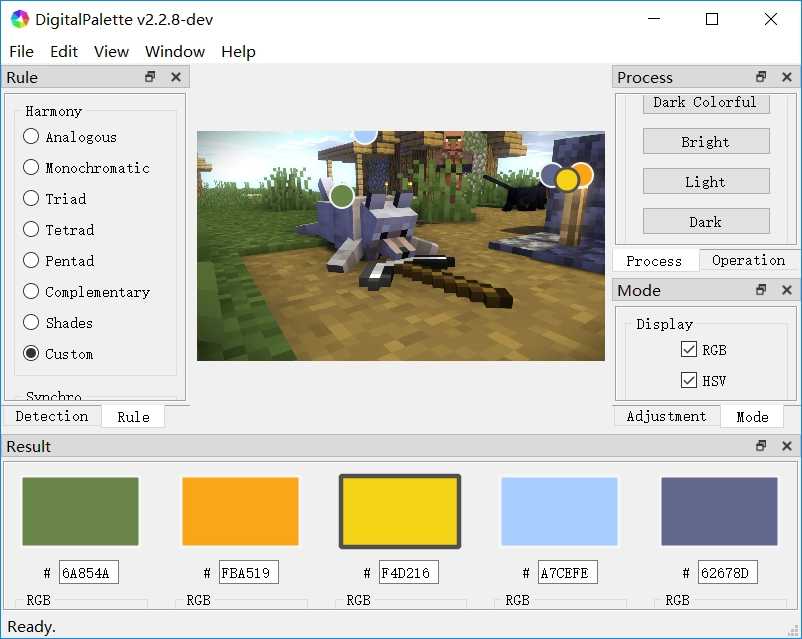 DigitalPalette v2.2.8-dev
File Edit View Window Help
Rule
Harmony
Analogous
Monochromatic
Triad
Tetrad
Pentad
Complementary
Shades
Custom
Synchro
Detection Rule
Process
Dark Colorful
Bright
Light
Dark
Process Operation
Mode
Display
RGB
HSV
Adjustment Mode
Result
# 6A854A # FBA519 # F4D216 # A7CEFE # 62678D
RGB RGB RGB RGB RGB
Ready.